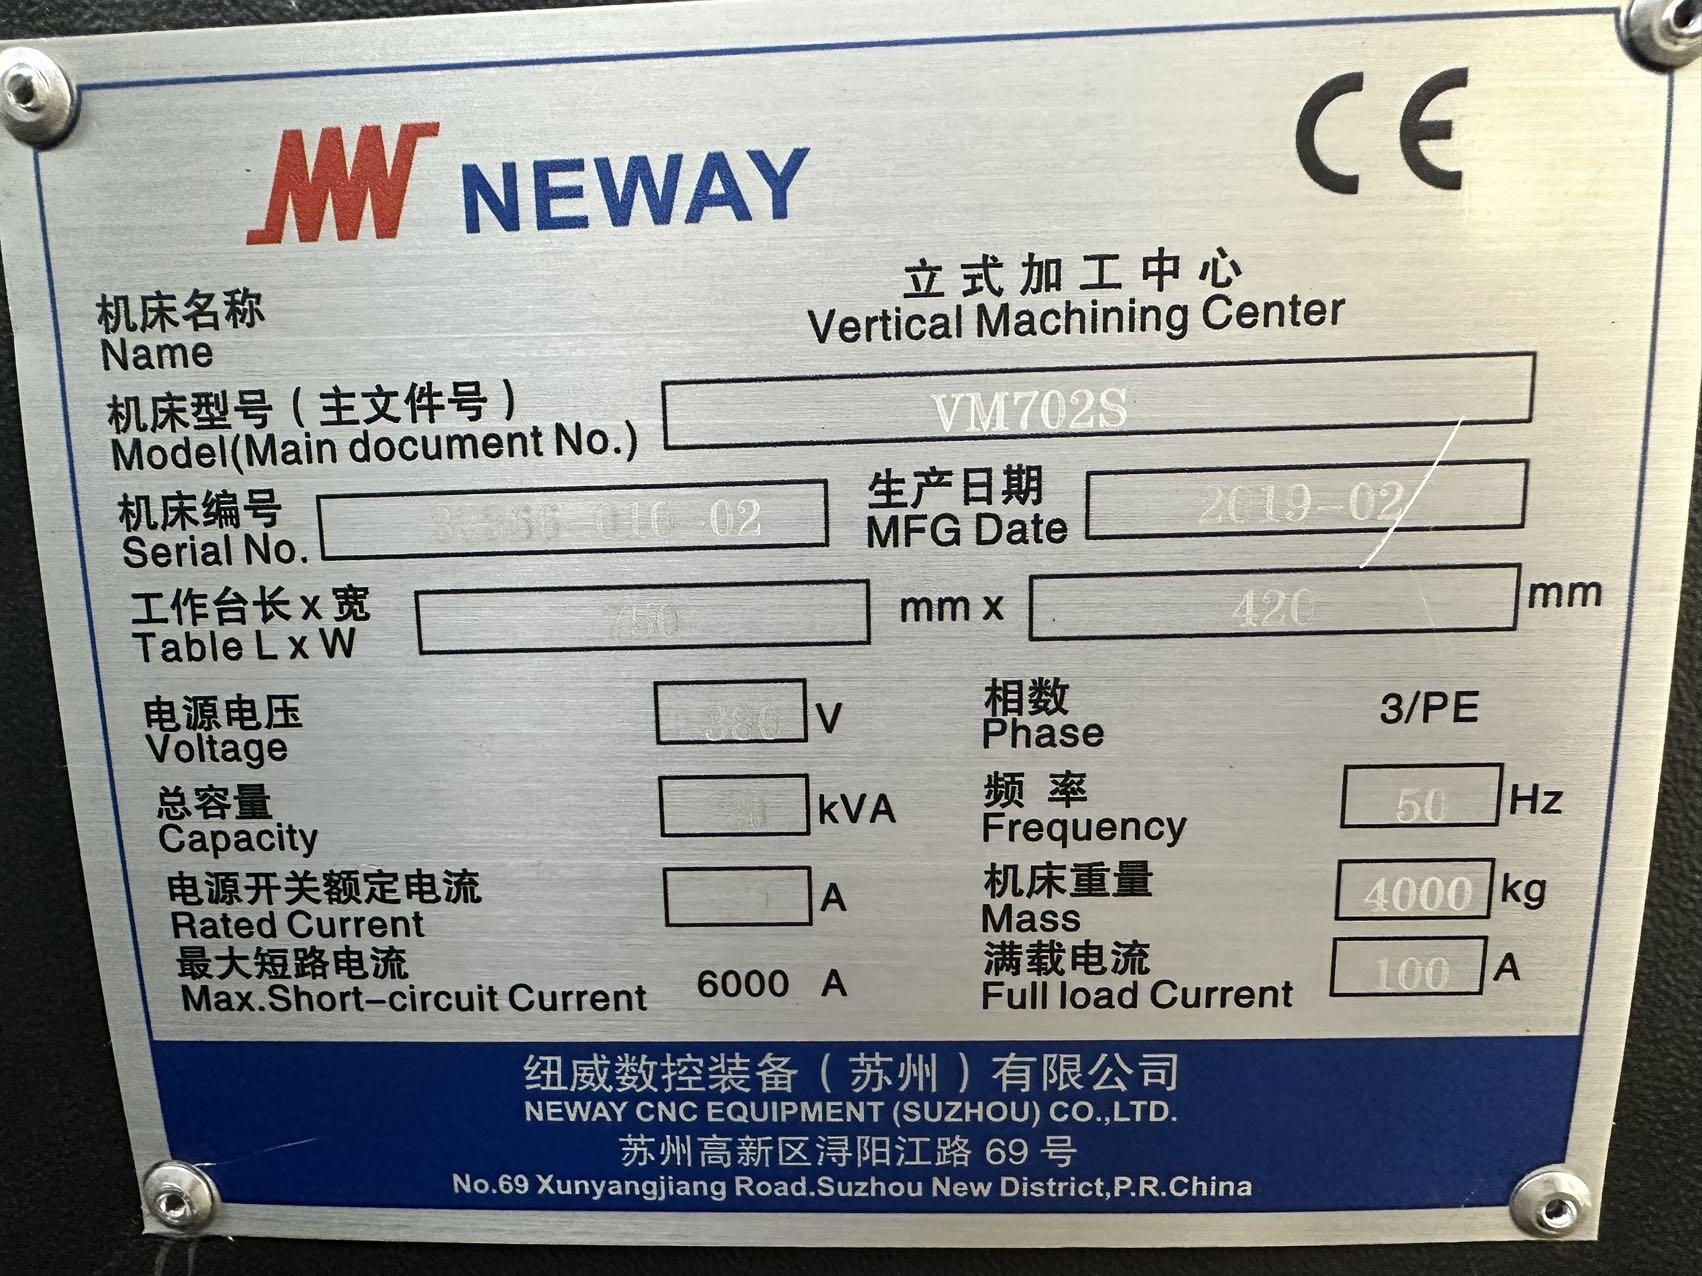 NEWAY
CE
机床名称
Name
立式加工中心
Vertical Machining Center
机床型号(主文件号)
Model(Main document No.)
VM702S
机床编号
Serial No.
生产日期
MFG Date
2019-02
工作台长x宽
Table L x W
750 mm x 420 mm
电源电压
Voltage
380 V
相数
Phase
3/PE
总容量
Capacity
kVA
频 率
Frequency
50 Hz
电源开关额定电流
Rated Current
A
机床重量
Mass
4000 kg
最大短路电流
Max.Short-circuit Current
6000 A
满载电流
Full load Current
100 A
纽威数控装备(苏州)有限公司
NEWAY CNC EQUIPMENT (SUZHOU) CO.,LTD.
苏州高新区浔阳江路 69 号
No.69 Xunyangjiang Road.Suzhou New District,P.R.China